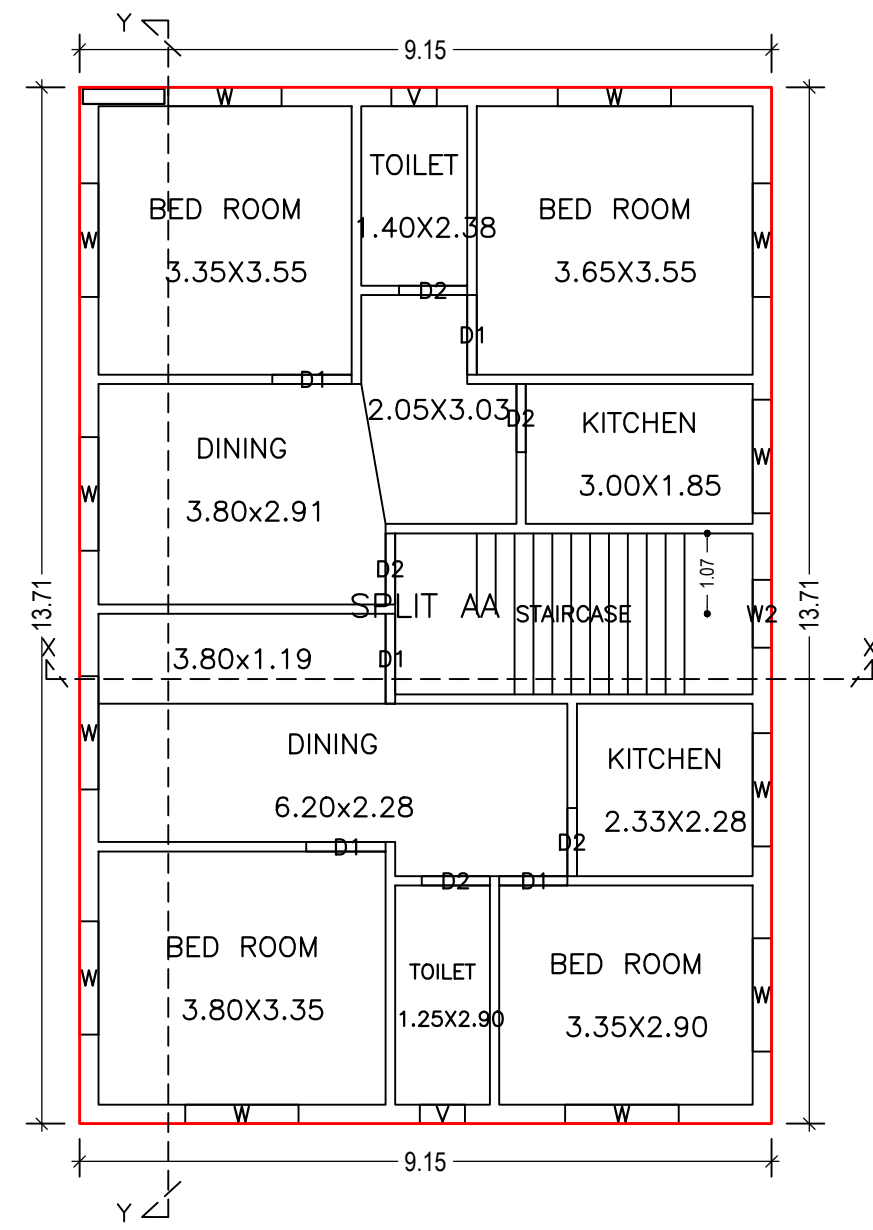 Y
9.15
W
V
W
TOILET
BED ROOM
BED ROOM
1.40X2.38
W
W
3.35X3.55
3.65X3.55
D2
D1
D1
2.05X3.03
D2
KITCHEN
DINING
W
3.00X1.85
W
3.80x2.91
D2
1.07
13.71
13.71
SPLIT AA
STAIRCASE
W2
X
X
3.80x1.19
D1
W
DINING
KITCHEN
W
6.20x2.28
2.33X2.28
D1
D2
D2
D1
BED ROOM
BED ROOM
TOILET
W
W
3.80X3.35
1.25X2.90
3.35X2.90
W
V
W
9.15
Y